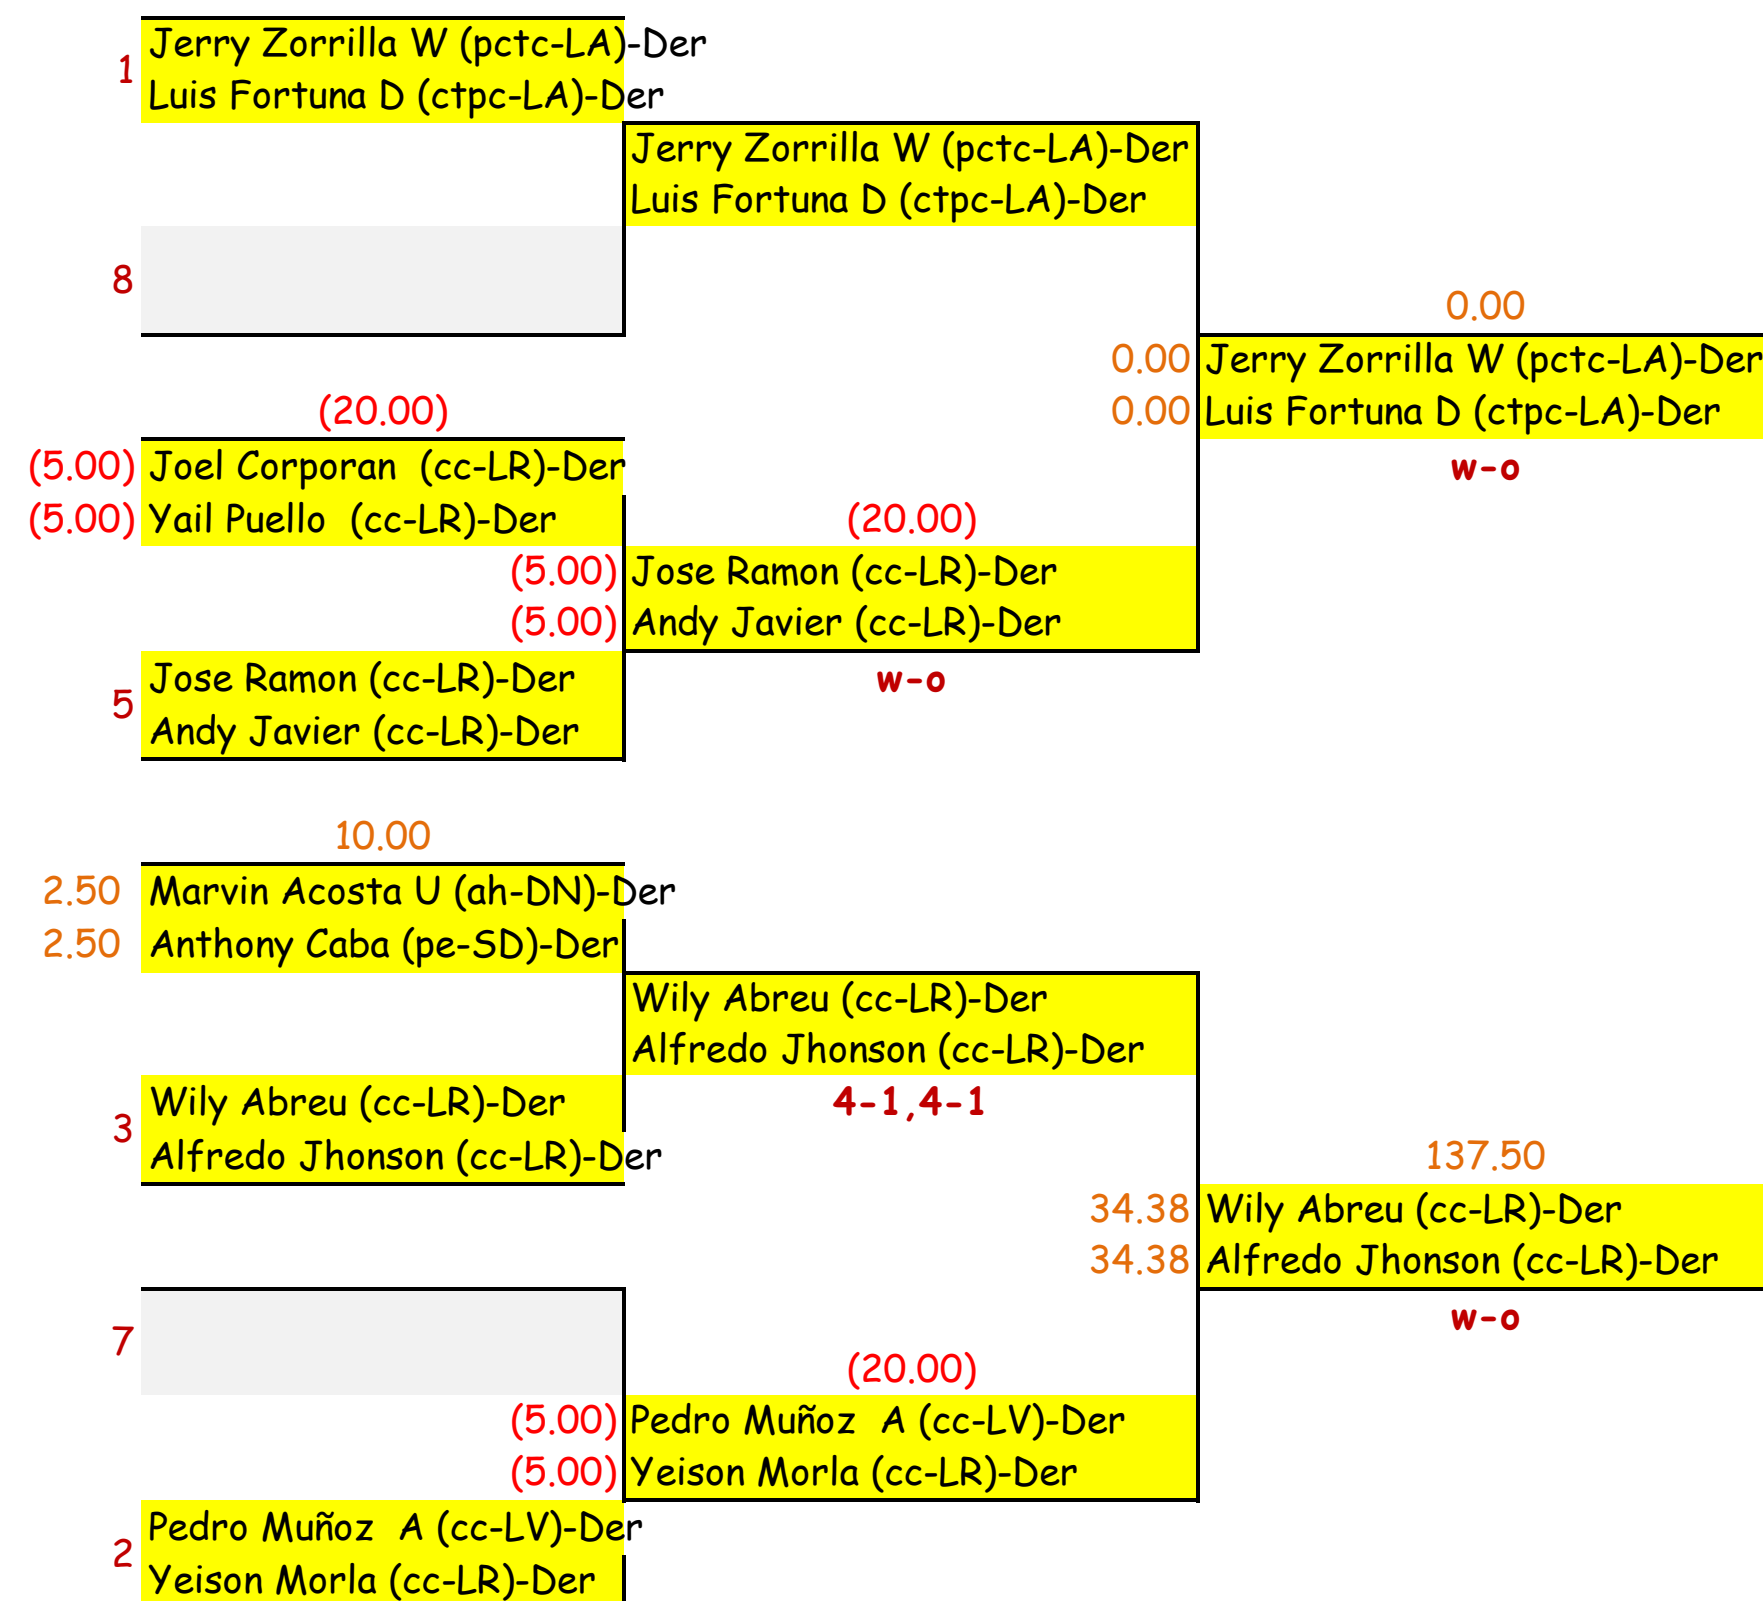 Jerry Zorrilla W (pctc-LA)-Der
1
Luis Fortuna D (ctpc-LA)-Der
Jerry Zorrilla W (pctc-LA)-Der
Luis Fortuna D (ctpc-LA)-Der
8
0.00
0.00 Jerry Zorrilla W (pctc-LA)-Der
(20.00)
0.00 Luis Fortuna D (ctpc-LA)-Der
(5.00) Joel Corporan (cc-LR)-Der
w-o
(5.00) Yail Puello (cc-LR)-Der
(20.00)
(5.00) Jose Ramon (cc-LR)-Der
(5.00) Andy Javier (cc-LR)-Der
Jose Ramon (cc-LR)-Der
w-o
5
Andy Javier (cc-LR)-Der
10.00
2.50 Marvin Acosta U (ah-DN)-Der
2.50 Anthony Caba (pe-SD)-Der
Wily Abreu (cc-LR)-Der
Alfredo Jhonson (cc-LR)-Der
Wily Abreu (cc-LR)-Der
4-1,4-1
3
Alfredo Jhonson (cc-LR)-Der
137.50
34.38 Wily Abreu (cc-LR)-Der
34.38 Alfredo Jhonson (cc-LR)-Der
w-o
7
(20.00)
(5.00) Pedro Muñoz A (cc-LV)-Der
(5.00) Yeison Morla (cc-LR)-Der
Pedro Muñoz A (cc-LV)-Der
2
Yeison Morla (cc-LR)-Der